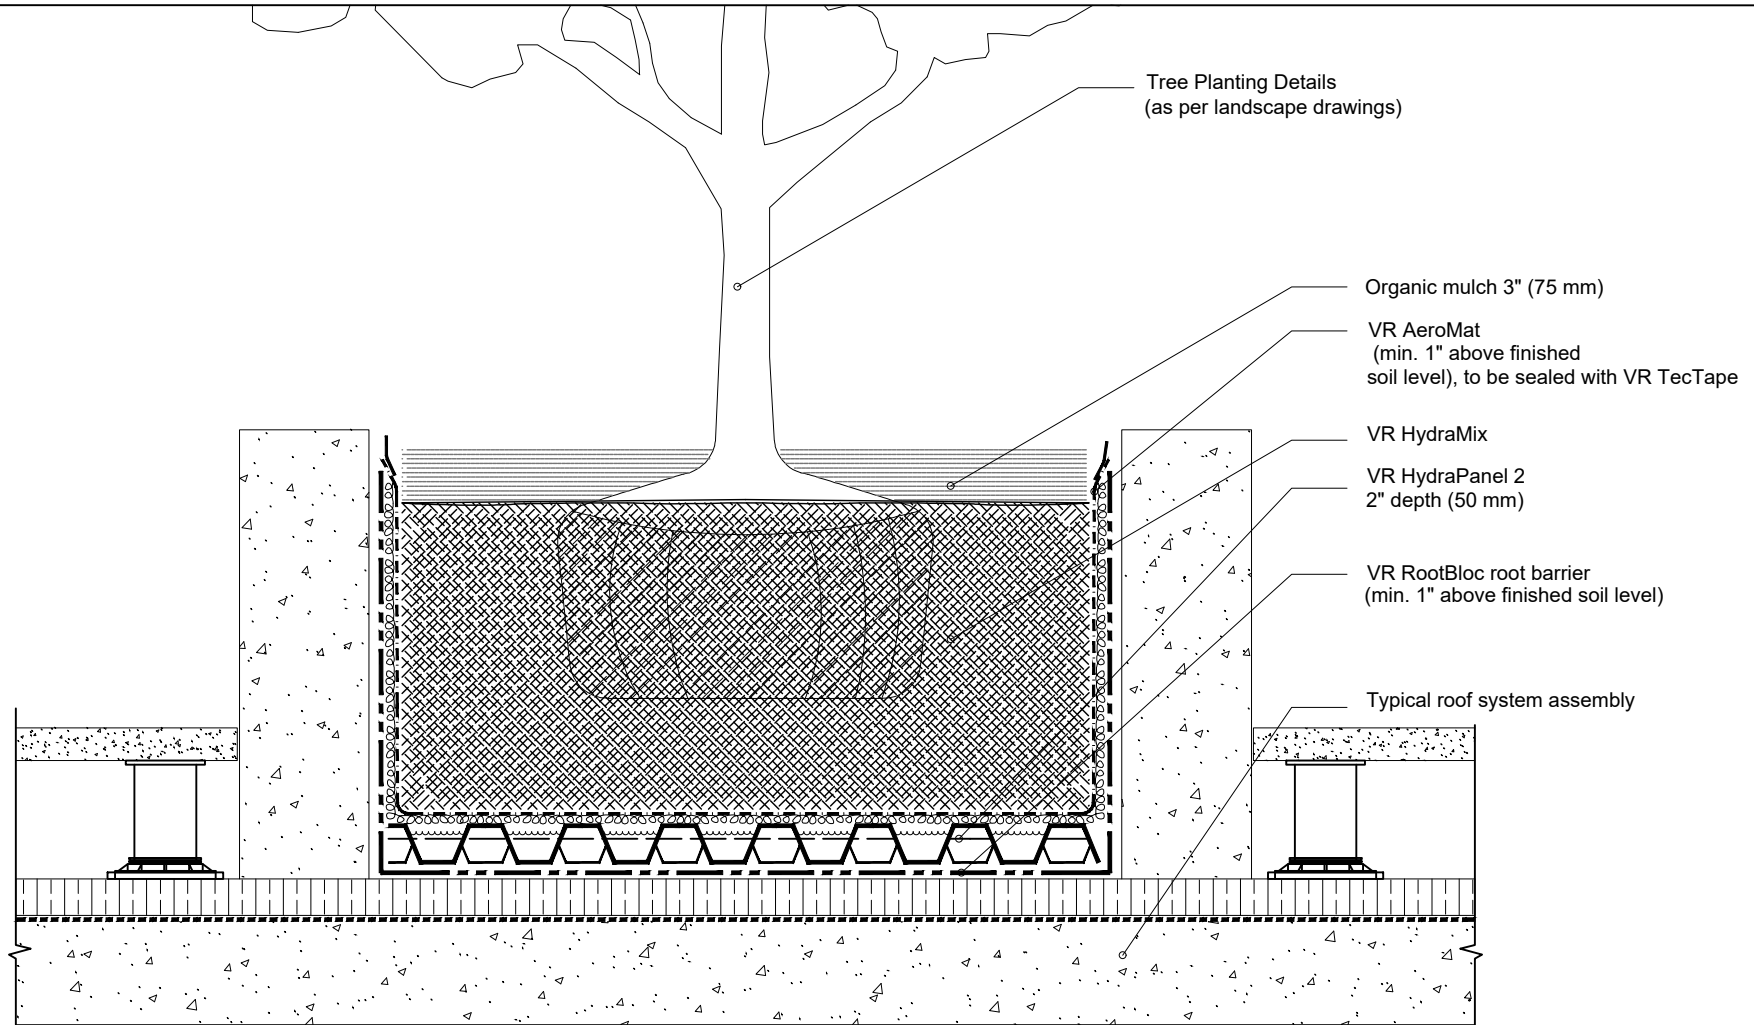 Tree Planting Details
(as per landscape drawings)
Organic mulch 3" (75 mm)
VR AeroMat
(min. 1" above finished
soil level), to be sealed with VR TecTape
VR HydraMix
VR HydraPanel 2
2" depth (50 mm)
VR RootBloc root barrier
(min. 1" above finished soil level)
Typical roof system assembly